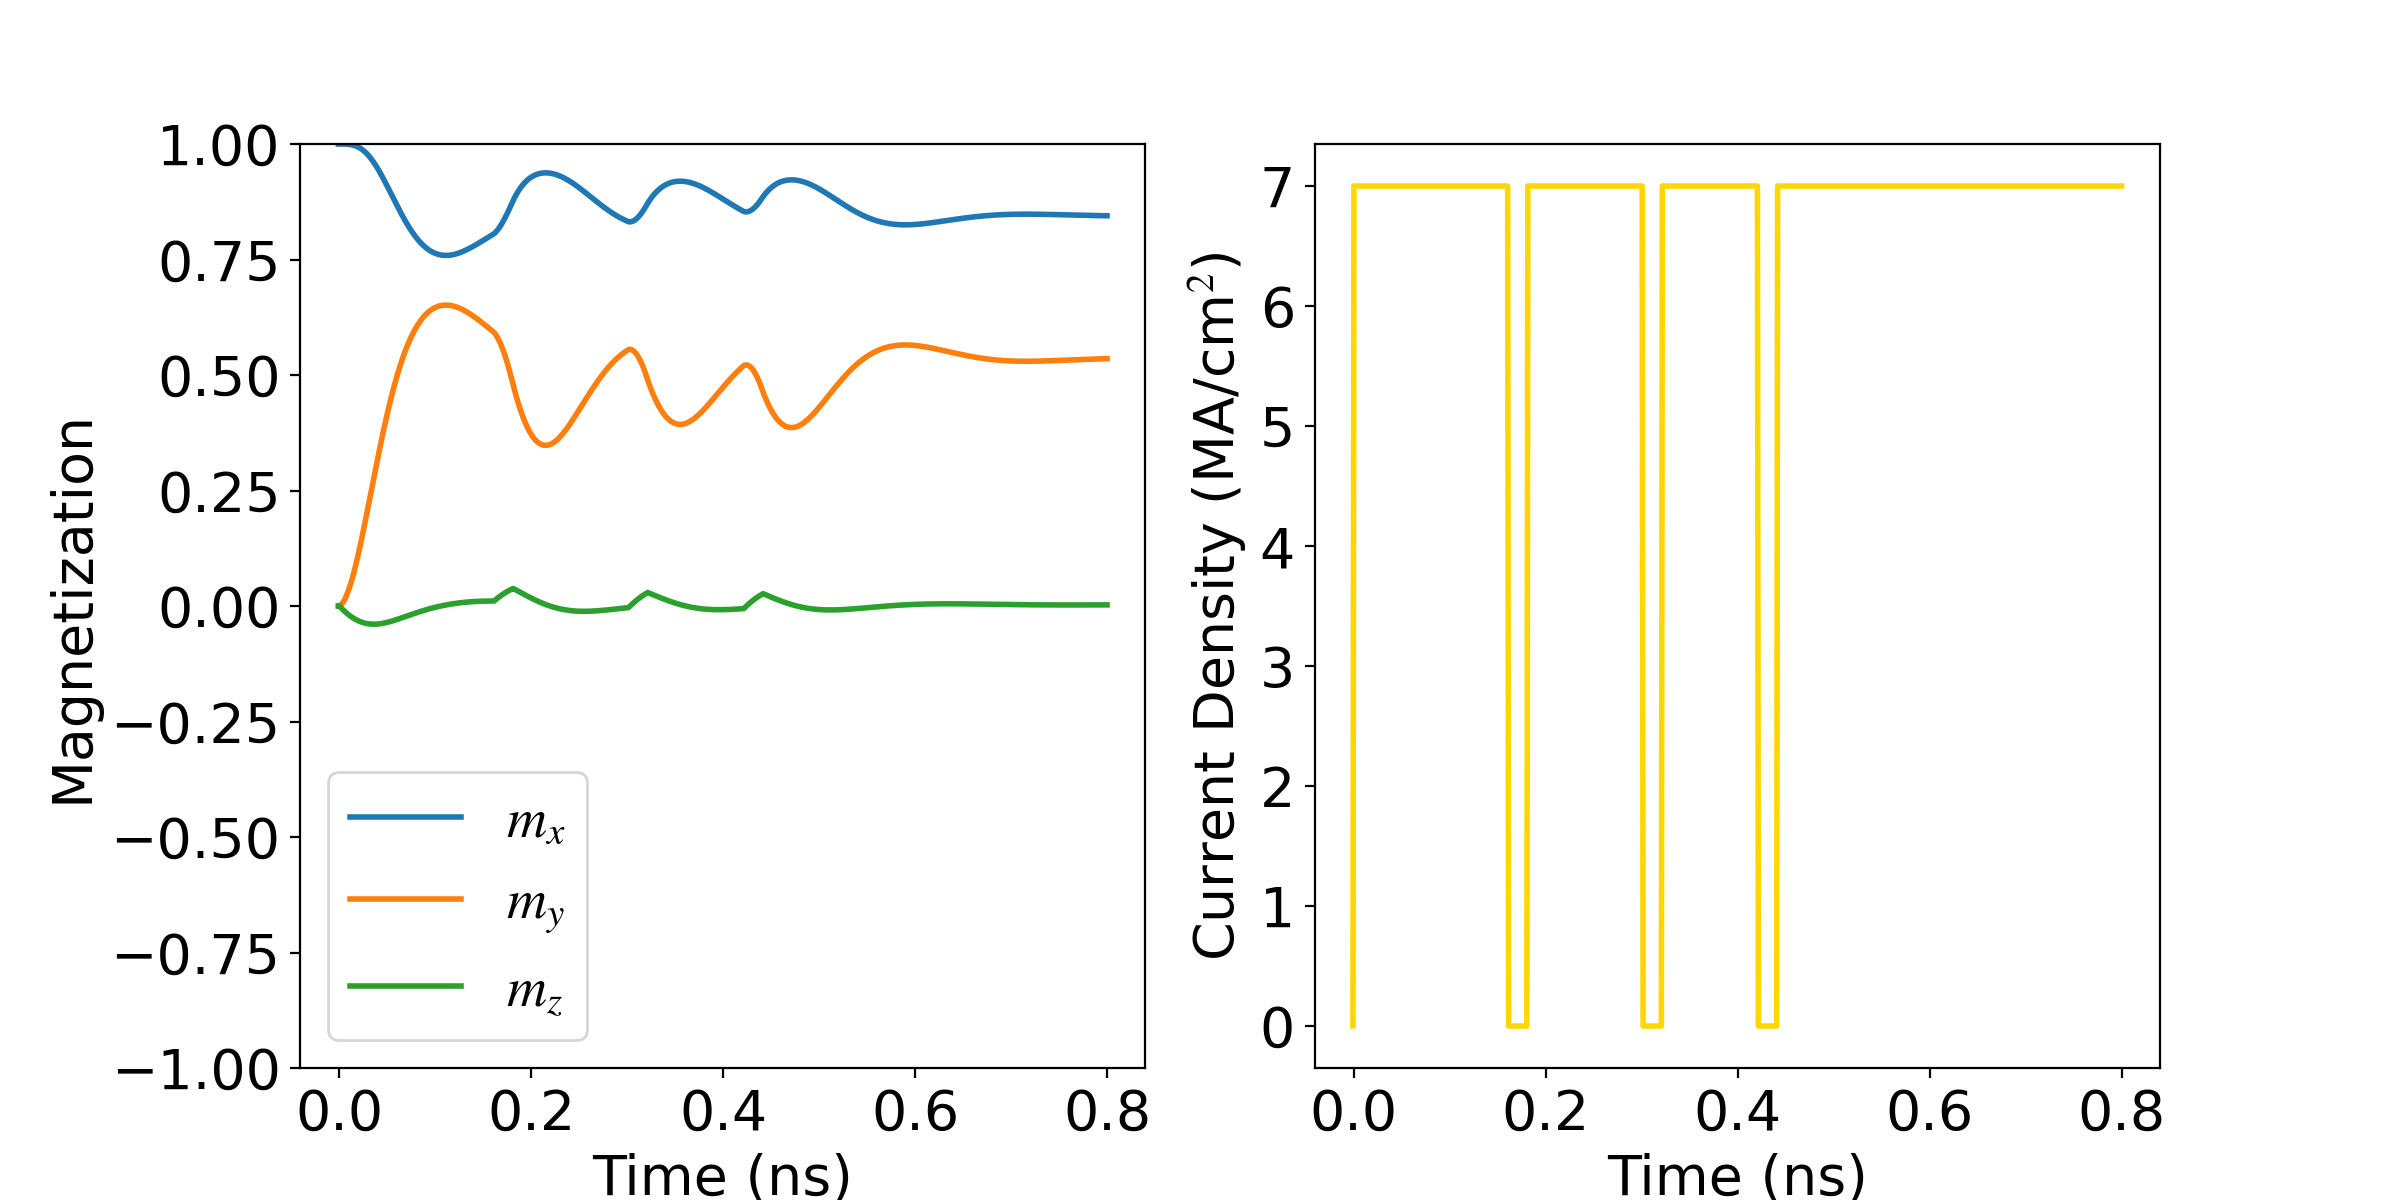 Magnetization
1.00
0.75
0.50
0.25
0.00
−0.25
−0.50
−0.75
−1.00
m_x
m_y
m_z
0.0 0.2 0.4 0.6 0.8
Time (ns)
Current Density (MA/cm²)
7
6
5
4
3
2
1
0
0.0 0.2 0.4 0.6 0.8
Time (ns)